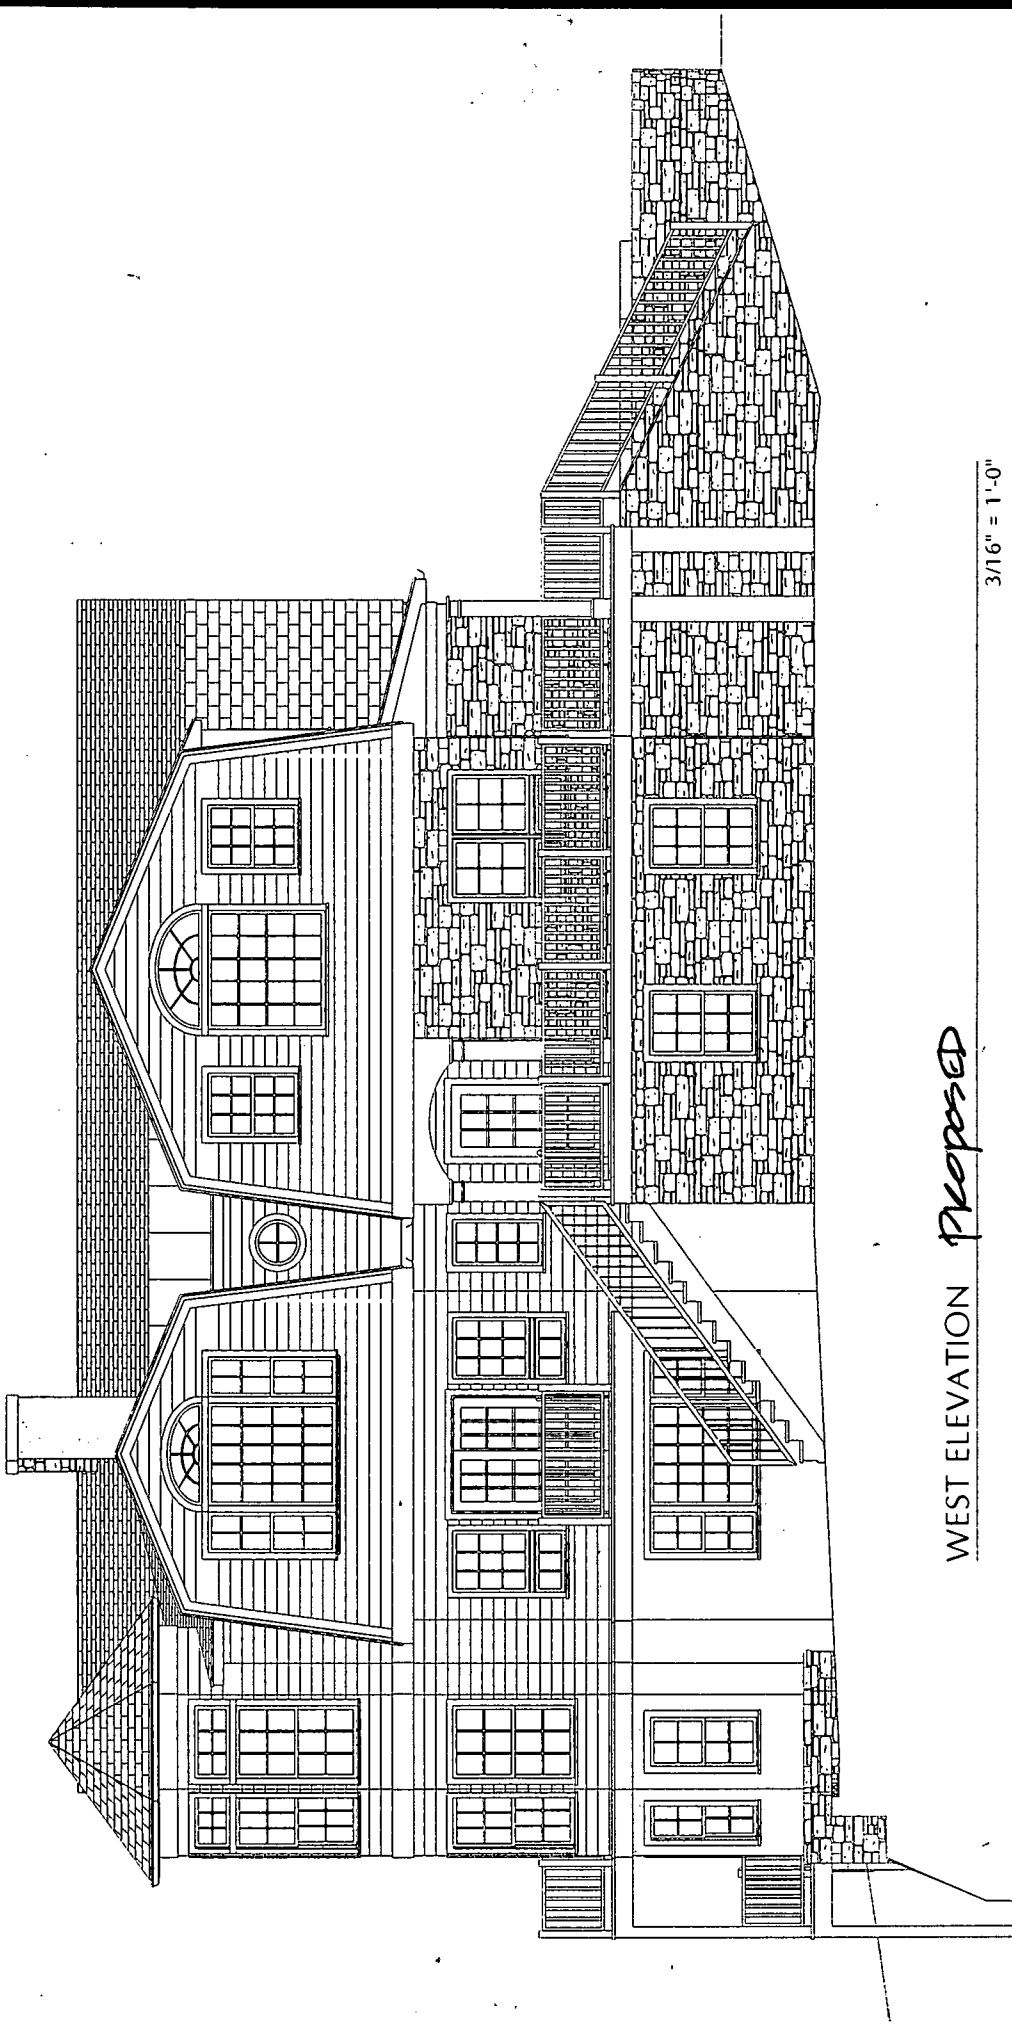 WEST ELEVATION PROPOSED
3/16" = 1'-0"